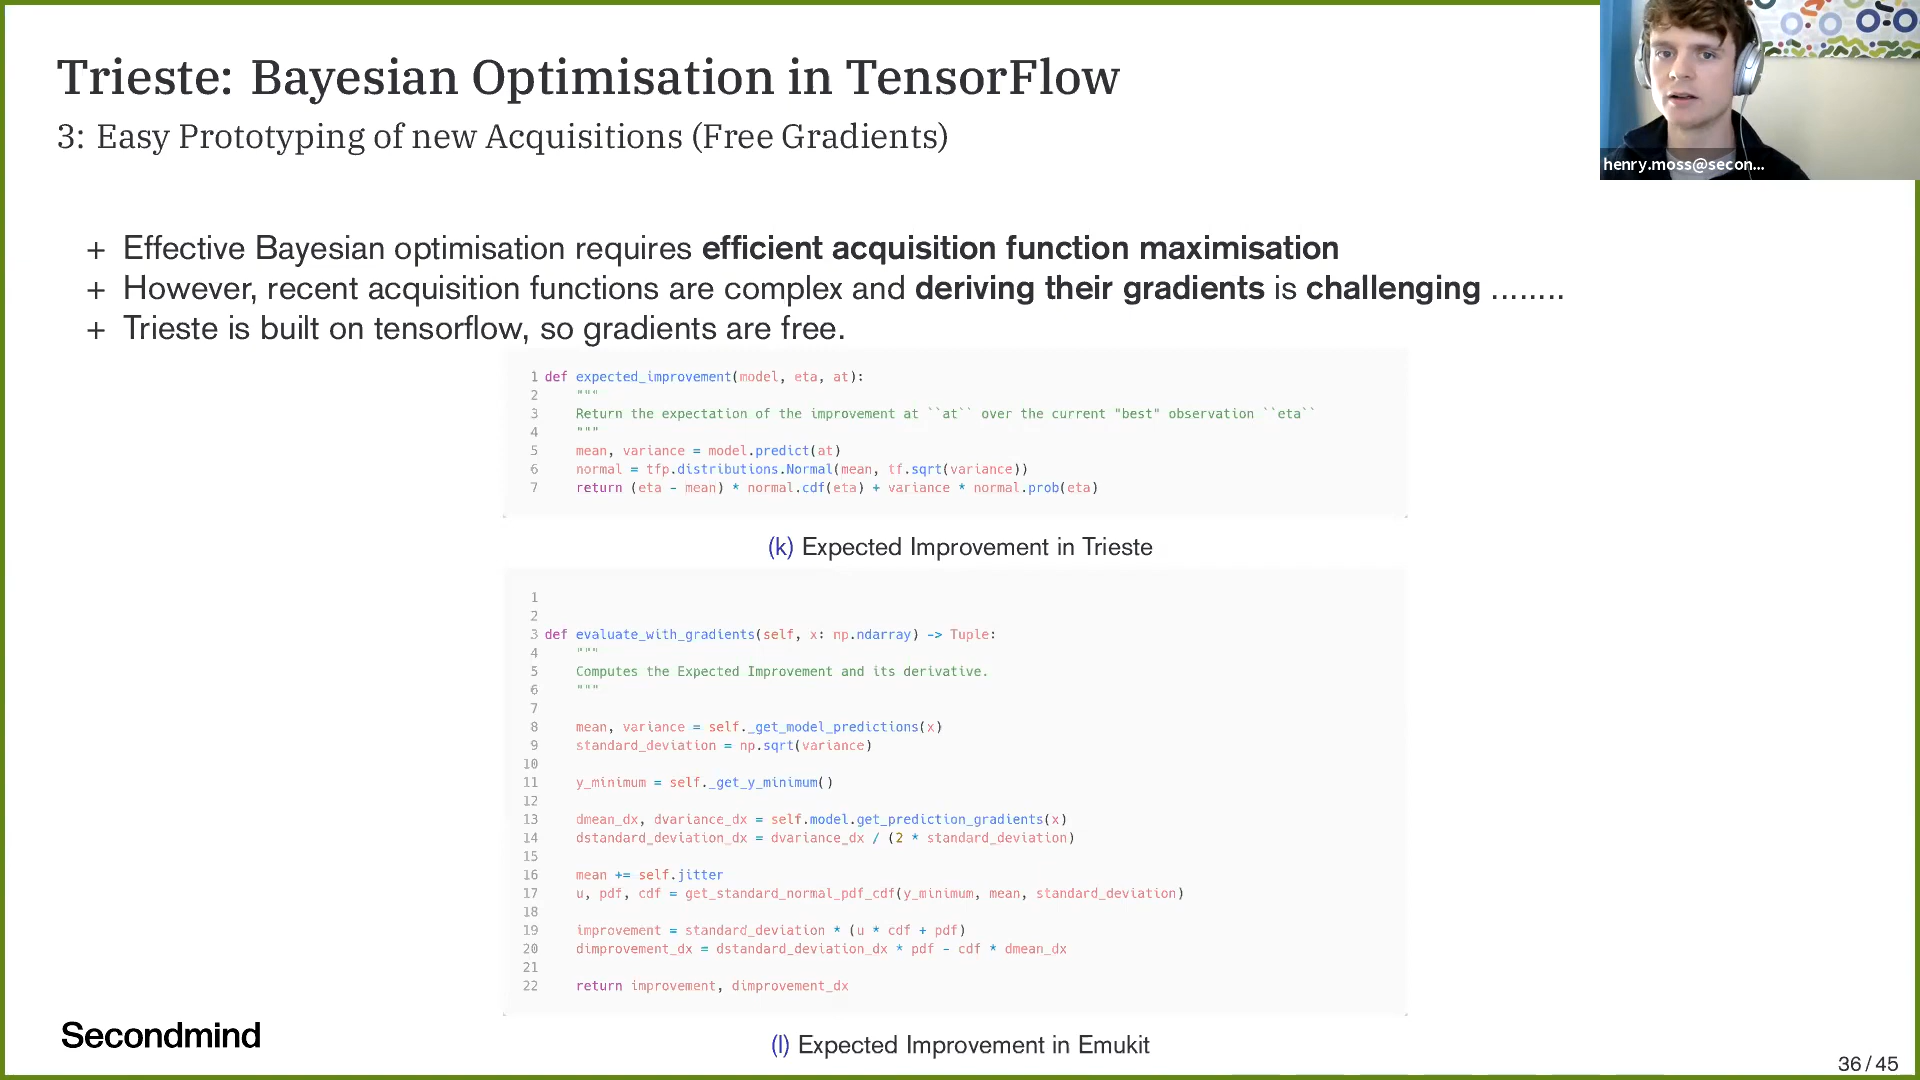 Trieste: Bayesian Optimisation in TensorFlow
3: Easy Prototyping of new Acquisitions (Free Gradients)
henry.moss@secon...
+ Effective Bayesian optimisation requires efficient acquisition function maximisation
+ However, recent acquisition functions are complex and deriving their gradients is challenging ........
+ Trieste is built on tensorflow, so gradients are free.
1 def expected_improvement(model, eta, at):
2 """
3 Return the expectation of the improvement at ``at`` over the current "best" observation ``eta``
4 """
5 mean, variance = model.predict(at)
6 normal = tfp.distributions.Normal(mean, tf.sqrt(variance))
7 return (eta - mean) * normal.cdf(eta) + variance * normal.prob(eta)
(k) Expected Improvement in Trieste
1
2
3 def evaluate_with_gradients(self, x: np.ndarray) -> Tuple:
4 """
5 Computes the Expected Improvement and its derivative.
6 """
7
8 mean, variance = self._get_model_predictions(x)
9 standard_deviation = np.sqrt(variance)
10
11 y_minimum = self._get_y_minimum()
12
13 dmean_dx, dvariance_dx = self.model.get_prediction_gradients(x)
14 dstandard_deviation_dx = dvariance_dx / (2 * standard_deviation)
15
16 mean += self.jitter
17 u, pdf, cdf = get_standard_normal_pdf_cdf(y_minimum, mean, standard_deviation)
18
19 improvement = standard_deviation * (u * cdf + pdf)
20 dimprovement_dx = dstandard_deviation_dx * pdf - cdf * dmean_dx
21
22 return improvement, dimprovement_dx
(l) Expected Improvement in Emukit
Secondmind
36 / 45